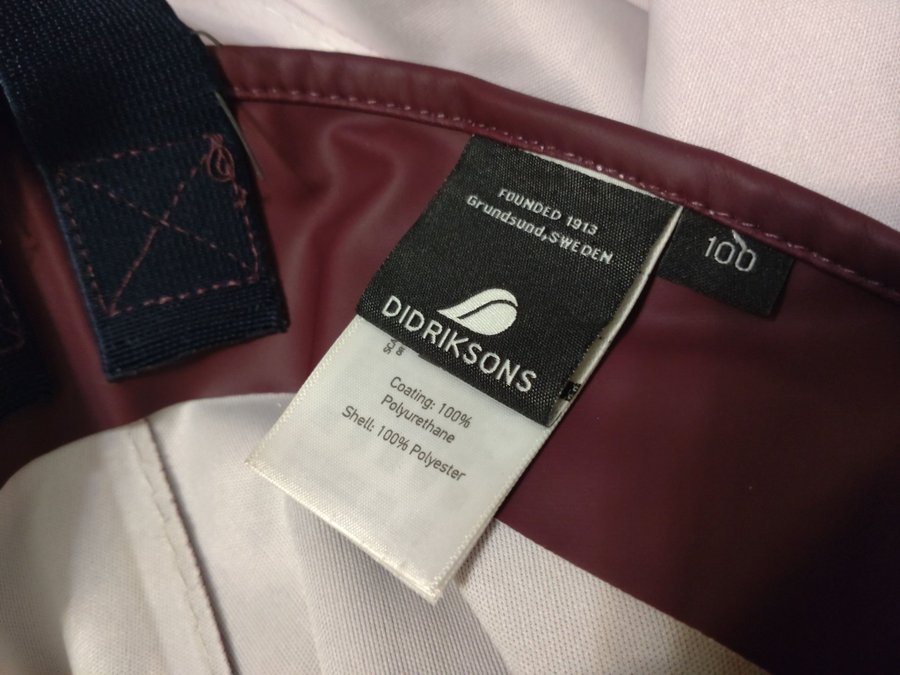 FOUNDED 1913
Grundsund, SWEDEN
DIDRIKSONS
100
Coating: 100%
Polyurethane
Shell: 100% Polyester